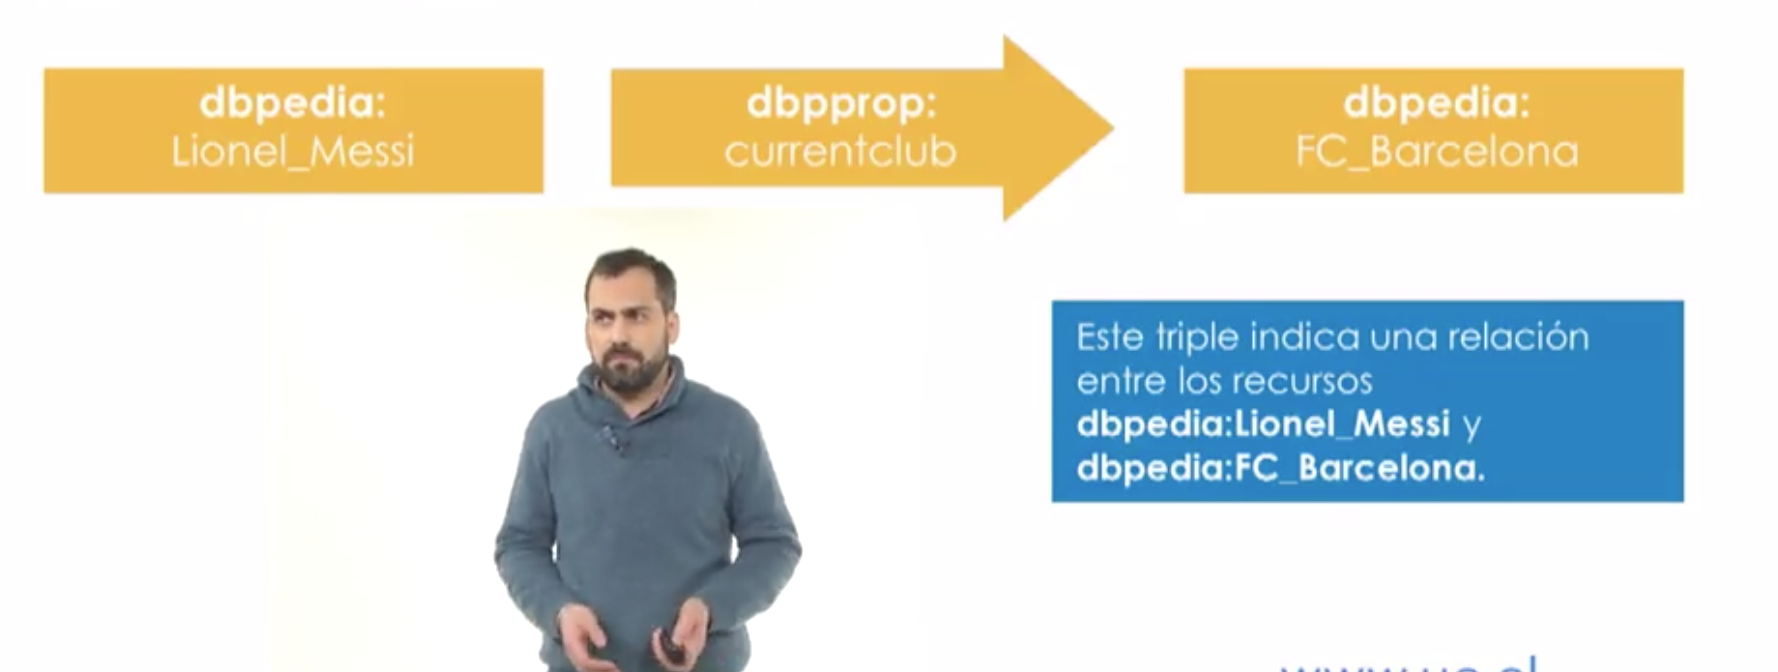 dbpedia:
Lionel_Messi
dbpprop:
currentclub
dbpedia:
FC_Barcelona
Este triple indica una relación
entre los recursos
dbpedia:Lionel_Messi y
dbpedia:FC_Barcelona.